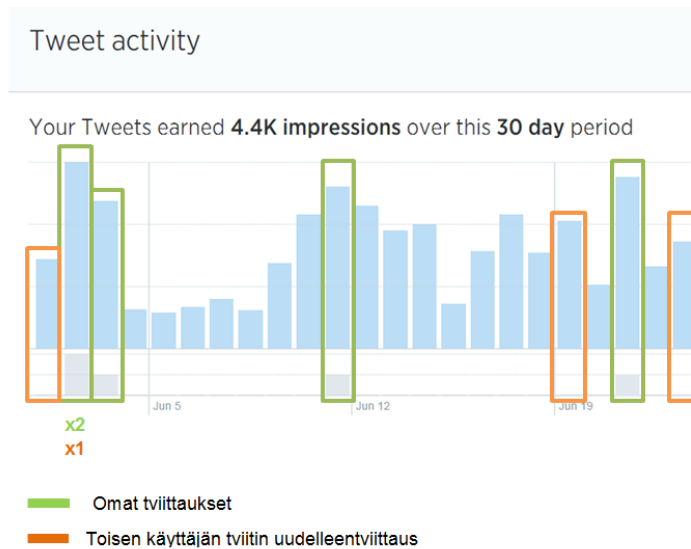 Tweet activity
Your Tweets earned 4.4K impressions over this 30 day period
Jun 5
Jun 12
Jun 19
x2
x1
Omat tviittaukset
Toisen käyttäjän tviitin uudelleentviittaus